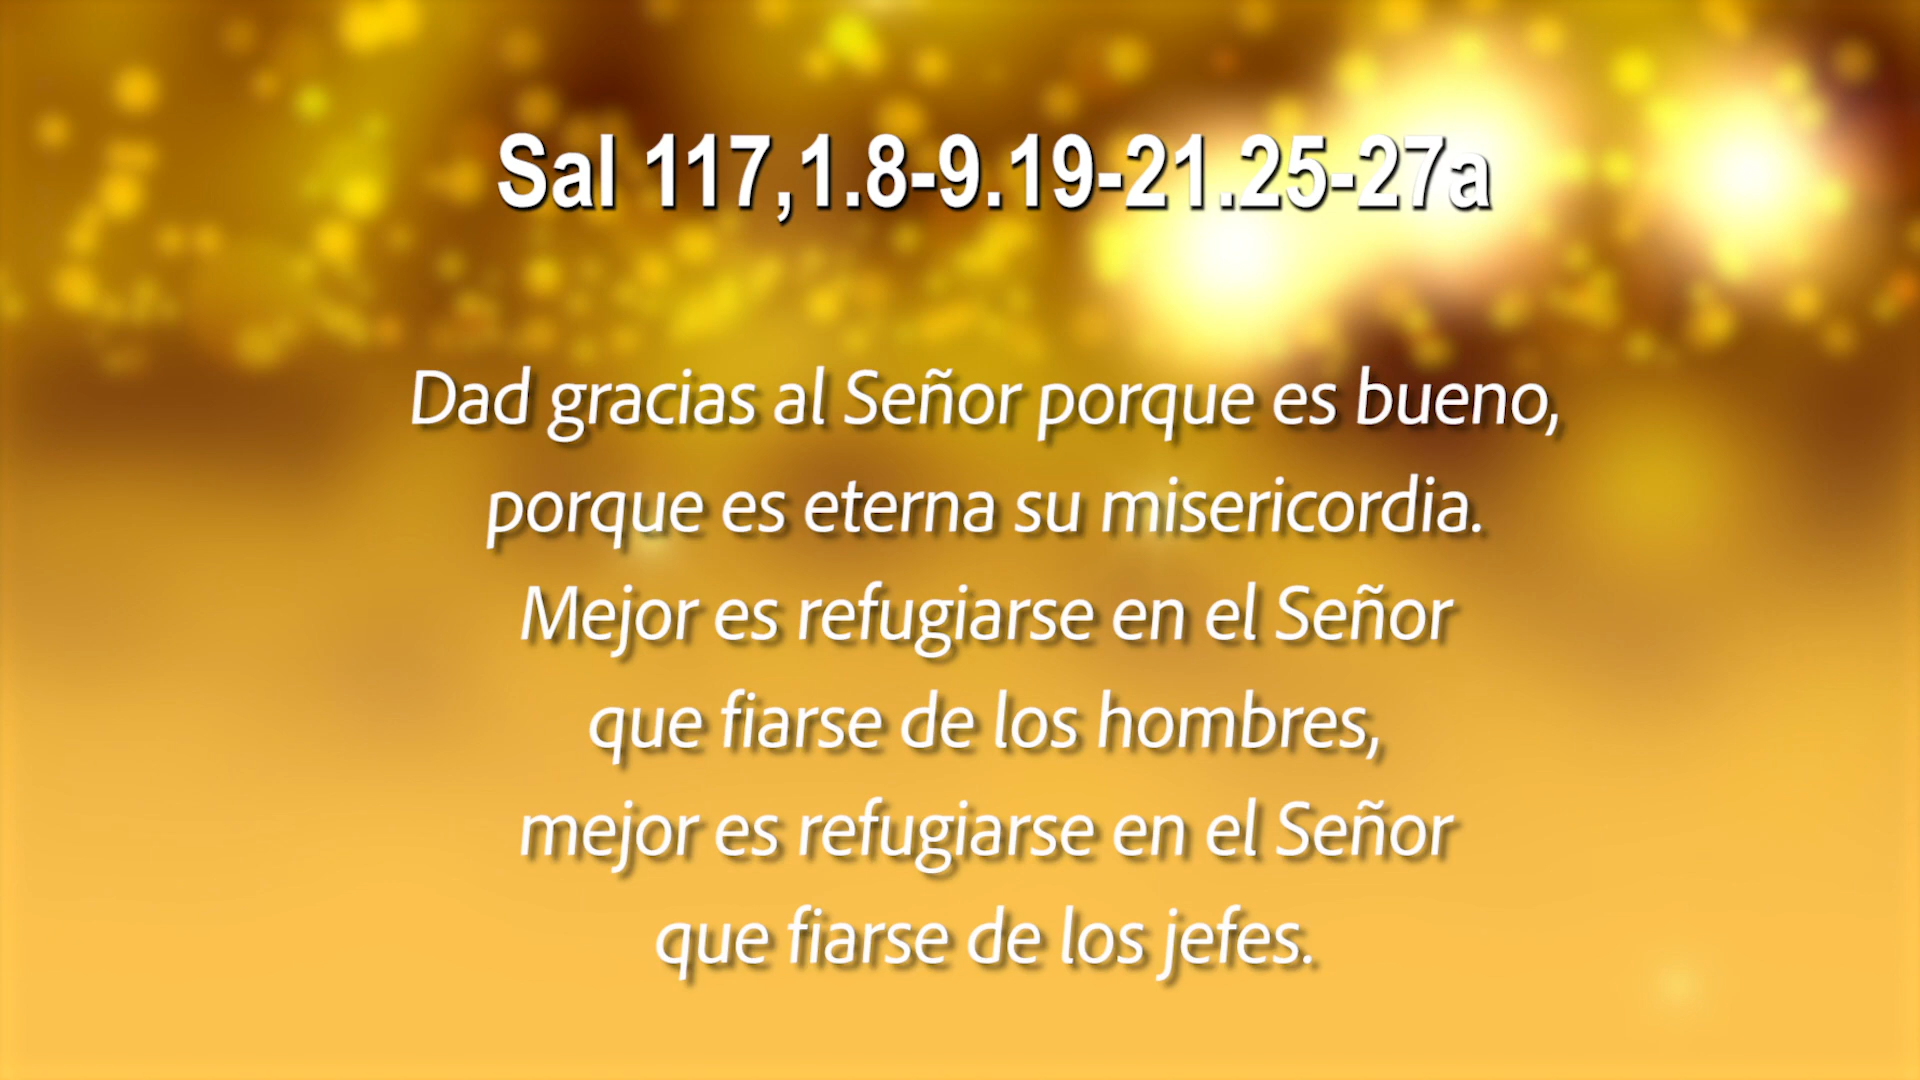 Sal 117,1.8-9.19-21.25-27a
Dad gracias al Señor porque es bueno,
porque es eterna su misericordia.
Mejor es refugiarse en el Señor
que fiarse de los hombres,
mejor es refugiarse en el Señor
que fiarse de los jefes.